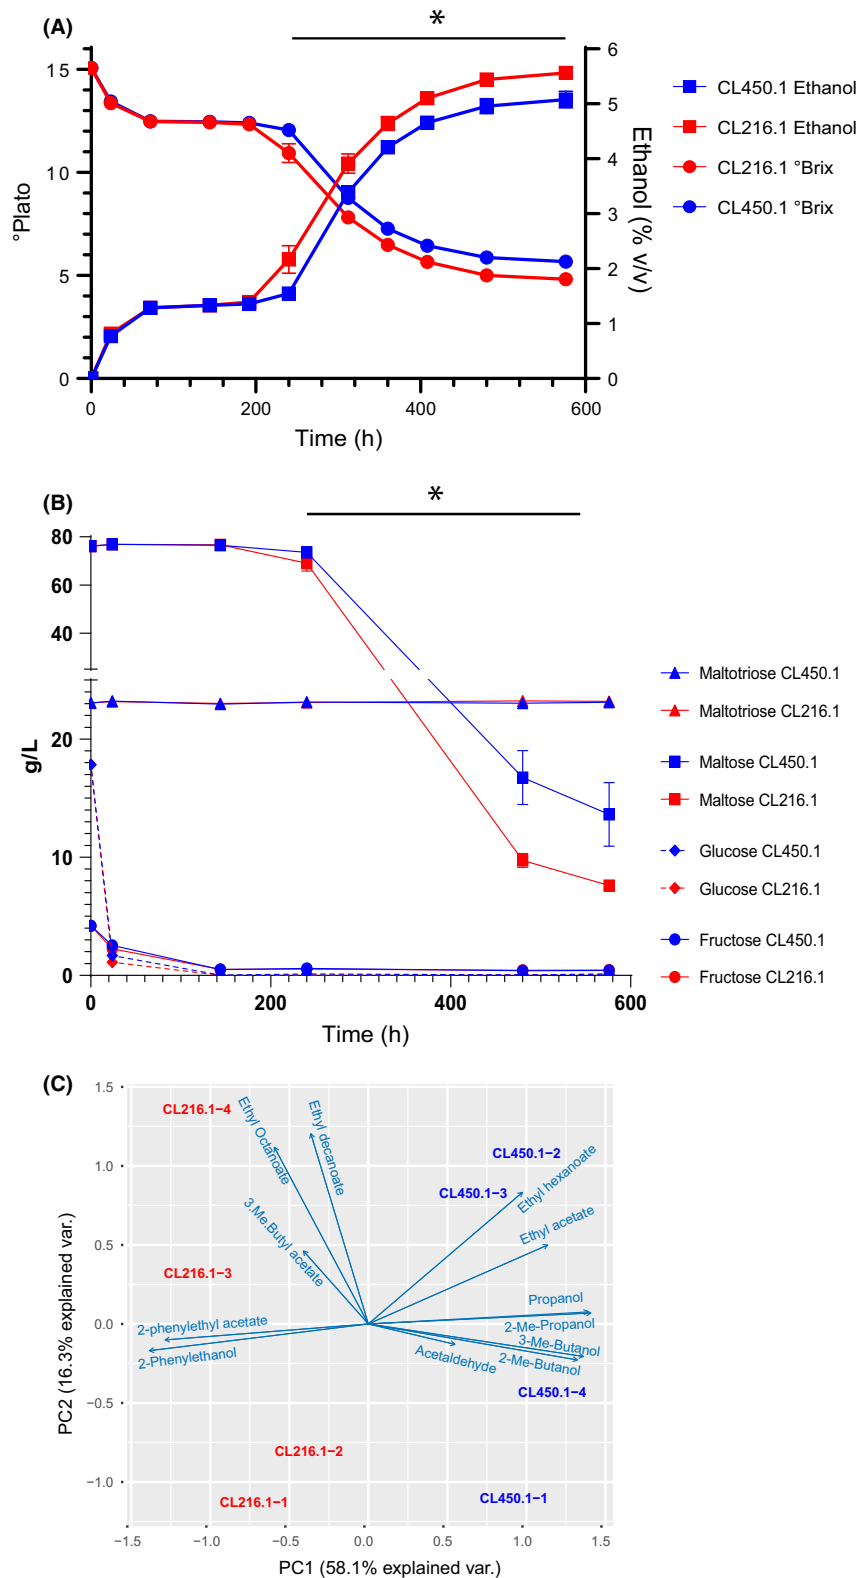 (A)
*
15
10
5
0
°Plato
6
5
4
3
2
1
0
Ethanol (% v/v)
0
200
400
600
Time (h)
CL450.1 Ethanol
CL216.1 Ethanol
CL216.1 °Brix
CL450.1 °Brix
(B)
*
80
60
40
20
10
0
g/L
0
200
400
600
Time (h)
Maltotriose CL450.1
Maltotriose CL216.1
Maltose CL450.1
Maltose CL216.1
Glucose CL450.1
Glucose CL216.1
Fructose CL450.1
Fructose CL216.1
(C)
1.5
1.0
0.5
0.0
−0.5
−1.0
PC2 (16.3% explained var.)
CL216.1−4
Ethyl Octanoate
Ethyl decanoate
CL450.1−2
CL450.1−3
Ethyl hexanoate
Ethyl acetate
3.Me.Butyl acetate
CL216.1−3
Propanol
2-phenylethyl acetate
2-Me-Propanol
2-Phenylethanol
3-Me-Butanol
Acetaldehyde
2-Me-Butanol
CL450.1−4
CL216.1−2
CL216.1−1
CL450.1−1
−1.5
−1.0
−0.5
0.0
0.5
1.0
1.5
PC1 (58.1% explained var.)